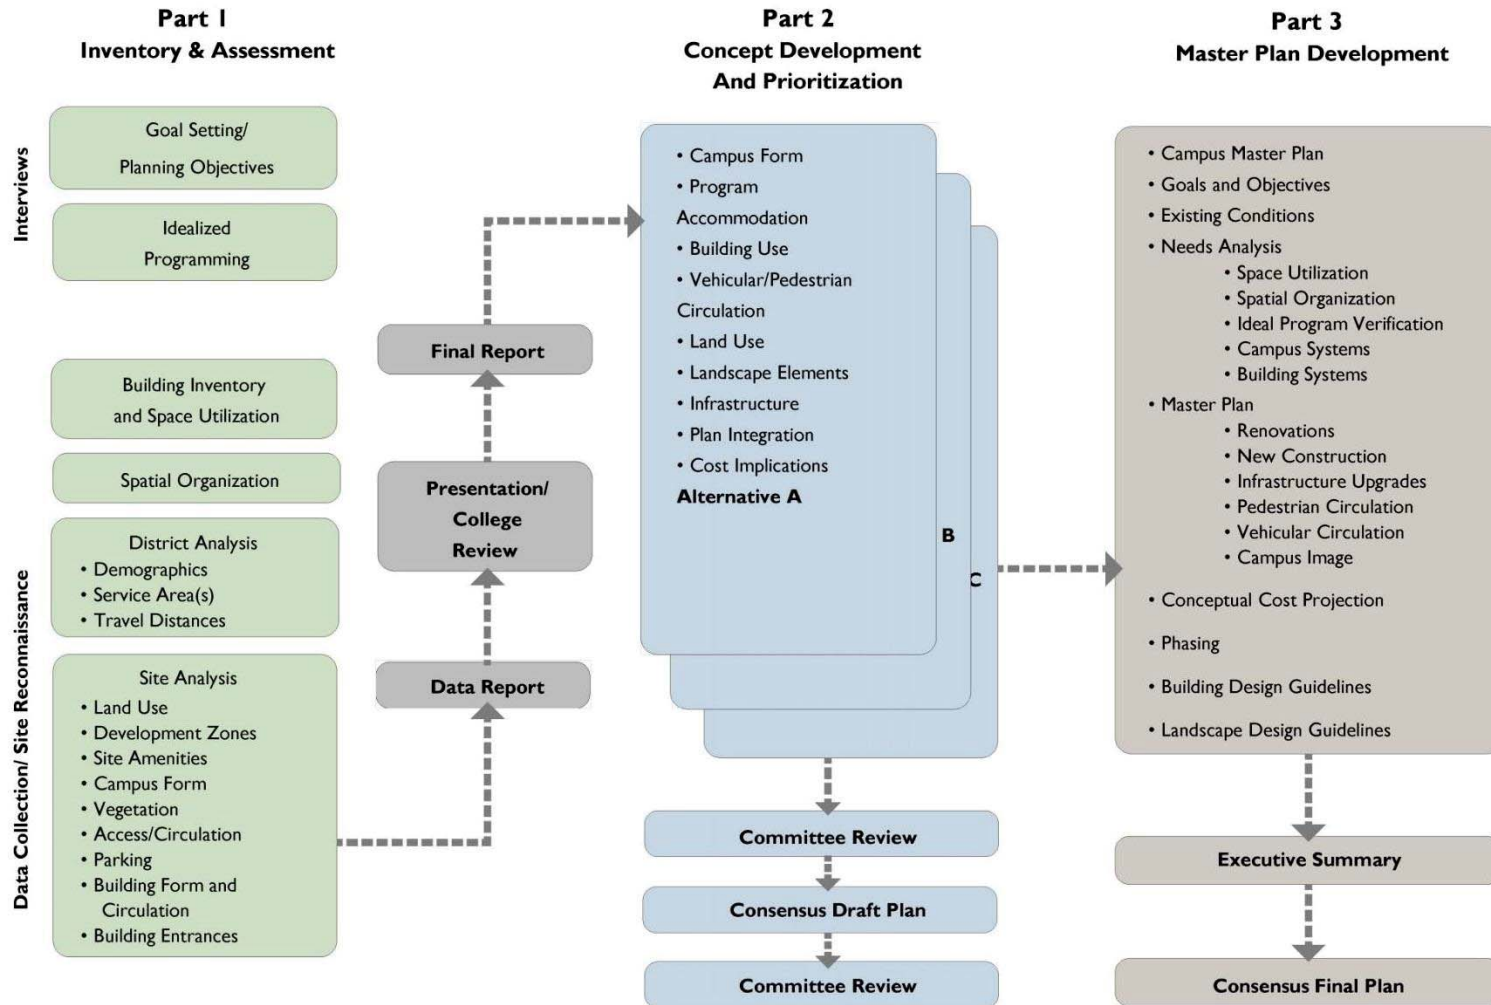 Part 1
Inventory & Assessment
Interviews
Goal Setting/
Planning Objectives
Idealized
Programming
Data Collection/ Site Reconnaissance
Building Inventory
and Space Utilization
Spatial Organization
District Analysis
• Demographics
• Service Area(s)
• Travel Distances
Site Analysis
• Land Use
• Development Zones
• Site Amenities
• Campus Form
• Vegetation
• Access/Circulation
• Parking
• Building Form and
Circulation
• Building Entrances
Final Report
Presentation/
College
Review
Data Report
Part 2
Concept Development
And Prioritization
• Campus Form
• Program
Accommodation
• Building Use
• Vehicular/Pedestrian
Circulation
• Land Use
• Landscape Elements
• Infrastructure
• Plan Integration
• Cost Implications
Alternative A
B
C
Committee Review
Consensus Draft Plan
Committee Review
Part 3
Master Plan Development
• Campus Master Plan
• Goals and Objectives
• Existing Conditions
• Needs Analysis
• Space Utilization
• Spatial Organization
• Ideal Program Verification
• Campus Systems
• Building Systems
• Master Plan
• Renovations
• New Construction
• Infrastructure Upgrades
• Pedestrian Circulation
• Vehicular Circulation
• Campus Image
• Conceptual Cost Projection
• Phasing
• Building Design Guidelines
• Landscape Design Guidelines
Executive Summary
Consensus Final Plan